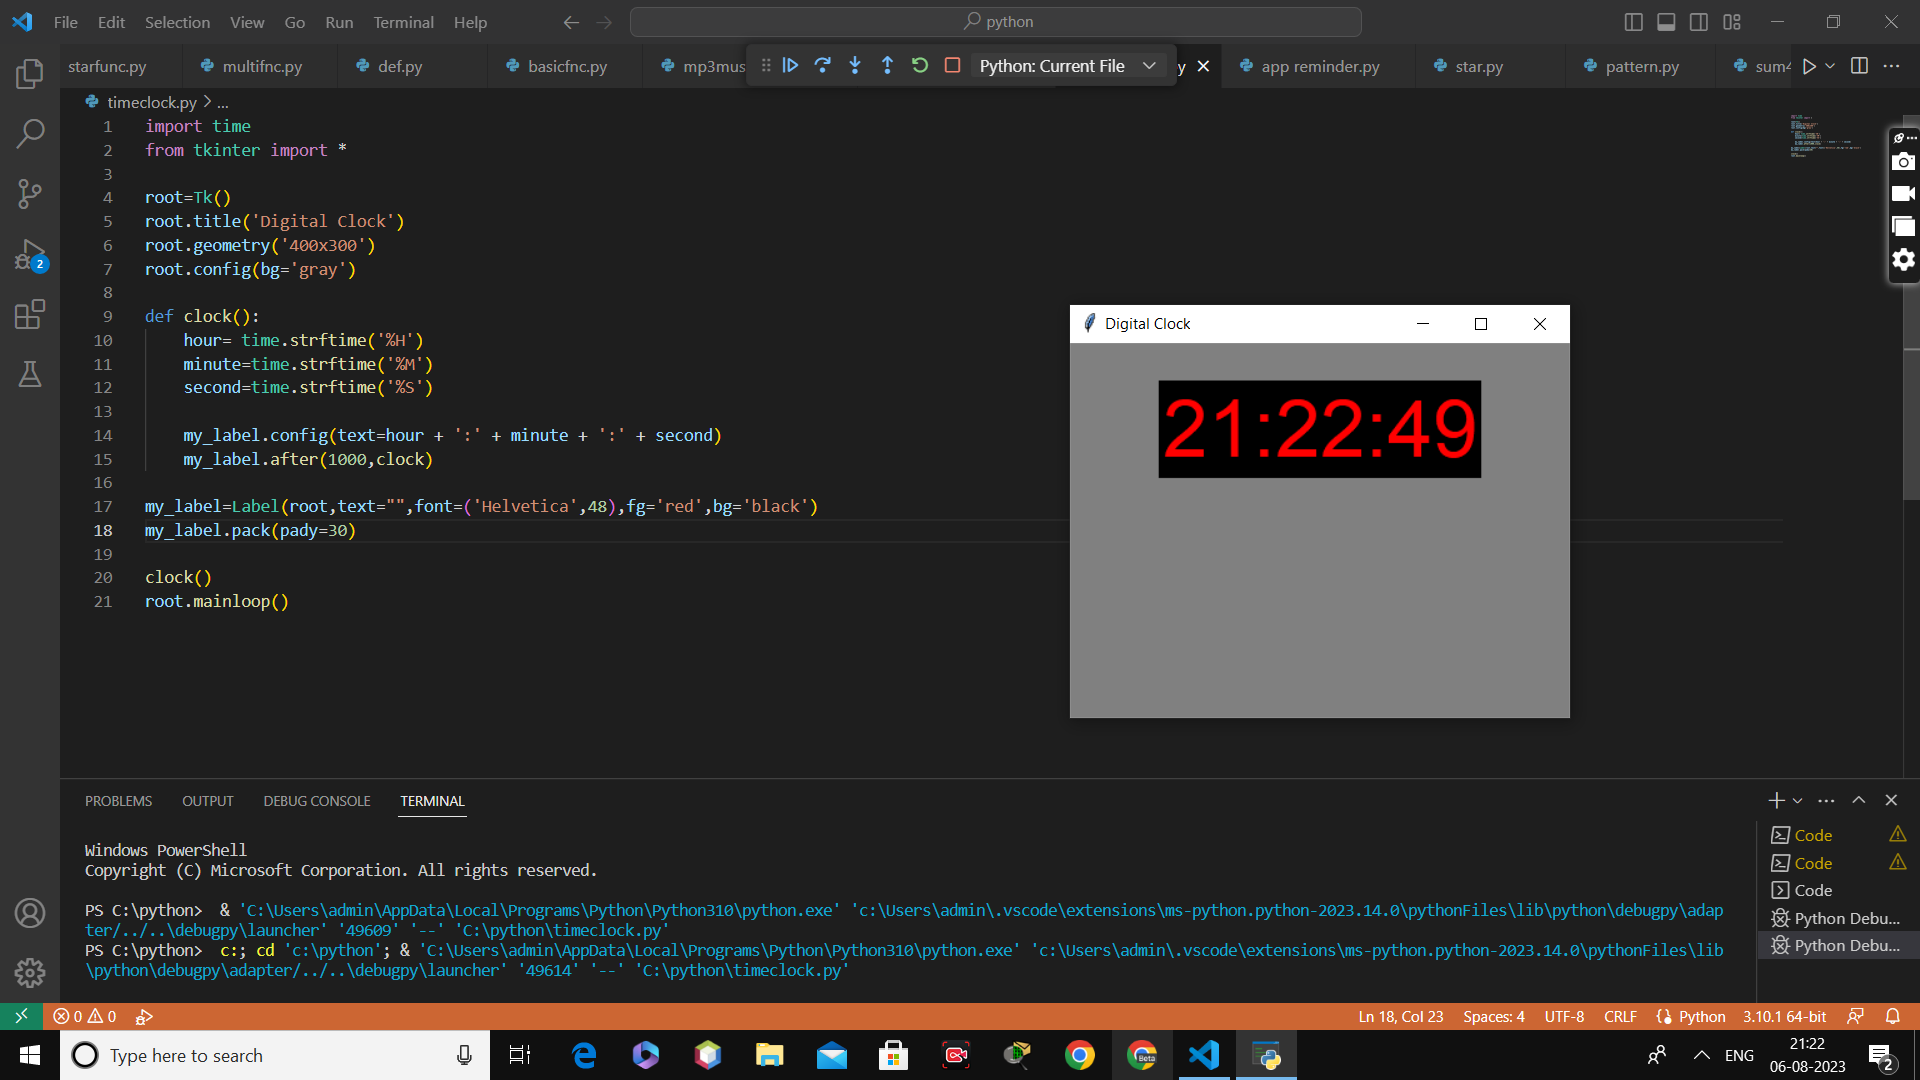 File Edit Selection View Go Run Terminal Help
python
starfunc.py multifnc.py def.py basicfnc.py mp3mus Python: Current File y app reminder.py star.py pattern.py sum4
timeclock.py > ...
1 import time
2 from tkinter import *
3
4 root=Tk()
5 root.title('Digital Clock')
6 root.geometry('400x300')
7 root.config(bg='gray')
8
9 def clock():
10 hour= time.strftime('%H')
11 minute=time.strftime('%M')
12 second=time.strftime('%S')
13
14 my_label.config(text=hour + ':' + minute + ':' + second)
15 my_label.after(1000,clock)
16
17 my_label=Label(root,text="",font=('Helvetica',48),fg='red',bg='black')
18 my_label.pack(pady=30)
19
20 clock()
21 root.mainloop()
2
Digital Clock
21:22:49
PROBLEMS OUTPUT DEBUG CONSOLE TERMINAL
Windows PowerShell
Copyright (C) Microsoft Corporation. All rights reserved.
PS C:\python>  & 'C:\Users\admin\AppData\Local\Programs\Python\Python310\python.exe' 'c:\Users\admin\.vscode\extensions\ms-python.python-2023.14.0\pythonFiles\lib\python\debugpy\adap
ter/../..\debugpy\launcher' '49609' '--' 'C:\python\timeclock.py'
PS C:\python>  c:; cd 'c:\python'; & 'C:\Users\admin\AppData\Local\Programs\Python\Python310\python.exe' 'c:\Users\admin\.vscode\extensions\ms-python.python-2023.14.0\pythonFiles\lib
\python\debugpy\adapter/../..\debugpy\launcher' '49614' '--' 'C:\python\timeclock.py'
Code
Code
Code
Python Debu...
Python Debu...
0 0 Ln 18, Col 23 Spaces: 4 UTF-8 CRLF Python 3.10.1 64-bit
Type here to search
Beta
ENG
21:22
06-08-2023
2